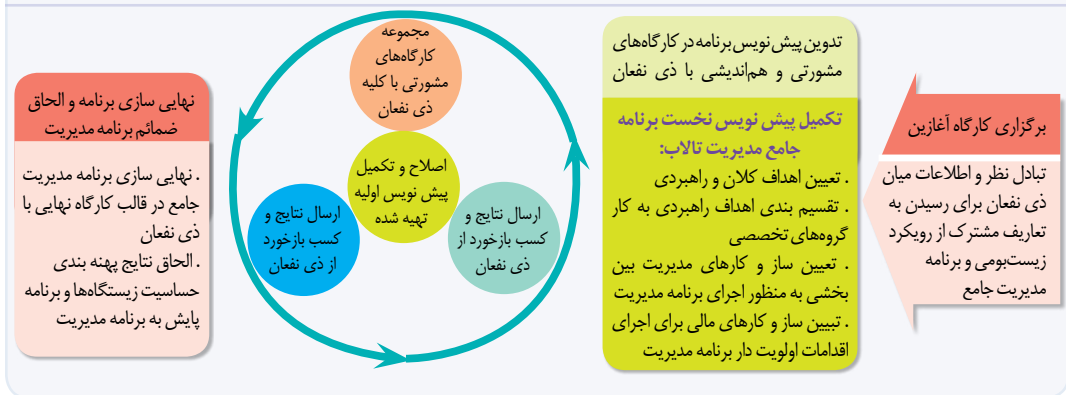 برگزاری کارگاه آغازین
تبادل نظر و اطلاعات میان
ذی نفعان برای رسیدن به
تعاریف مشترک از رویکرد
زیست‌بومی و برنامه
مدیریت جامع
تدوین پیش نویس برنامه در کارگاه‌های
مشورتی و هم‌اندیشی با ذی نفعان
تکمیل پیش نویس نخست برنامه
جامع مدیریت تالاب:
. تعیین اهداف کلان و راهبردی
. تقسیم بندی اهداف راهبردی به کار
گروه‌های تخصصی
. تعیین ساز و کارهای مدیریت بین
بخشی به منظور اجرای برنامه مدیریت
. تبیین ساز و کارهای مالی برای اجرای
اقدامات اولویت دار برنامه مدیریت
مجموعه
کارگاه‌های
مشورتی با کلیه
ذی نفعان
اصلاح و تکمیل
پیش نویس اولیه
تهیه شده
ارسال نتایج و
کسب بازخورد از
ذی نفعان
ارسال نتایج و
کسب بازخورد
از ذی نفعان
نهایی سازی برنامه و الحاق
ضمائم برنامه مدیریت
. نهایی سازی برنامه مدیریت
جامع در قالب کارگاه نهایی با
ذی نفعان
. الحاق نتایج پهنه بندی
حساسیت زیستگاه‌ها و برنامه
پایش به برنامه مدیریت